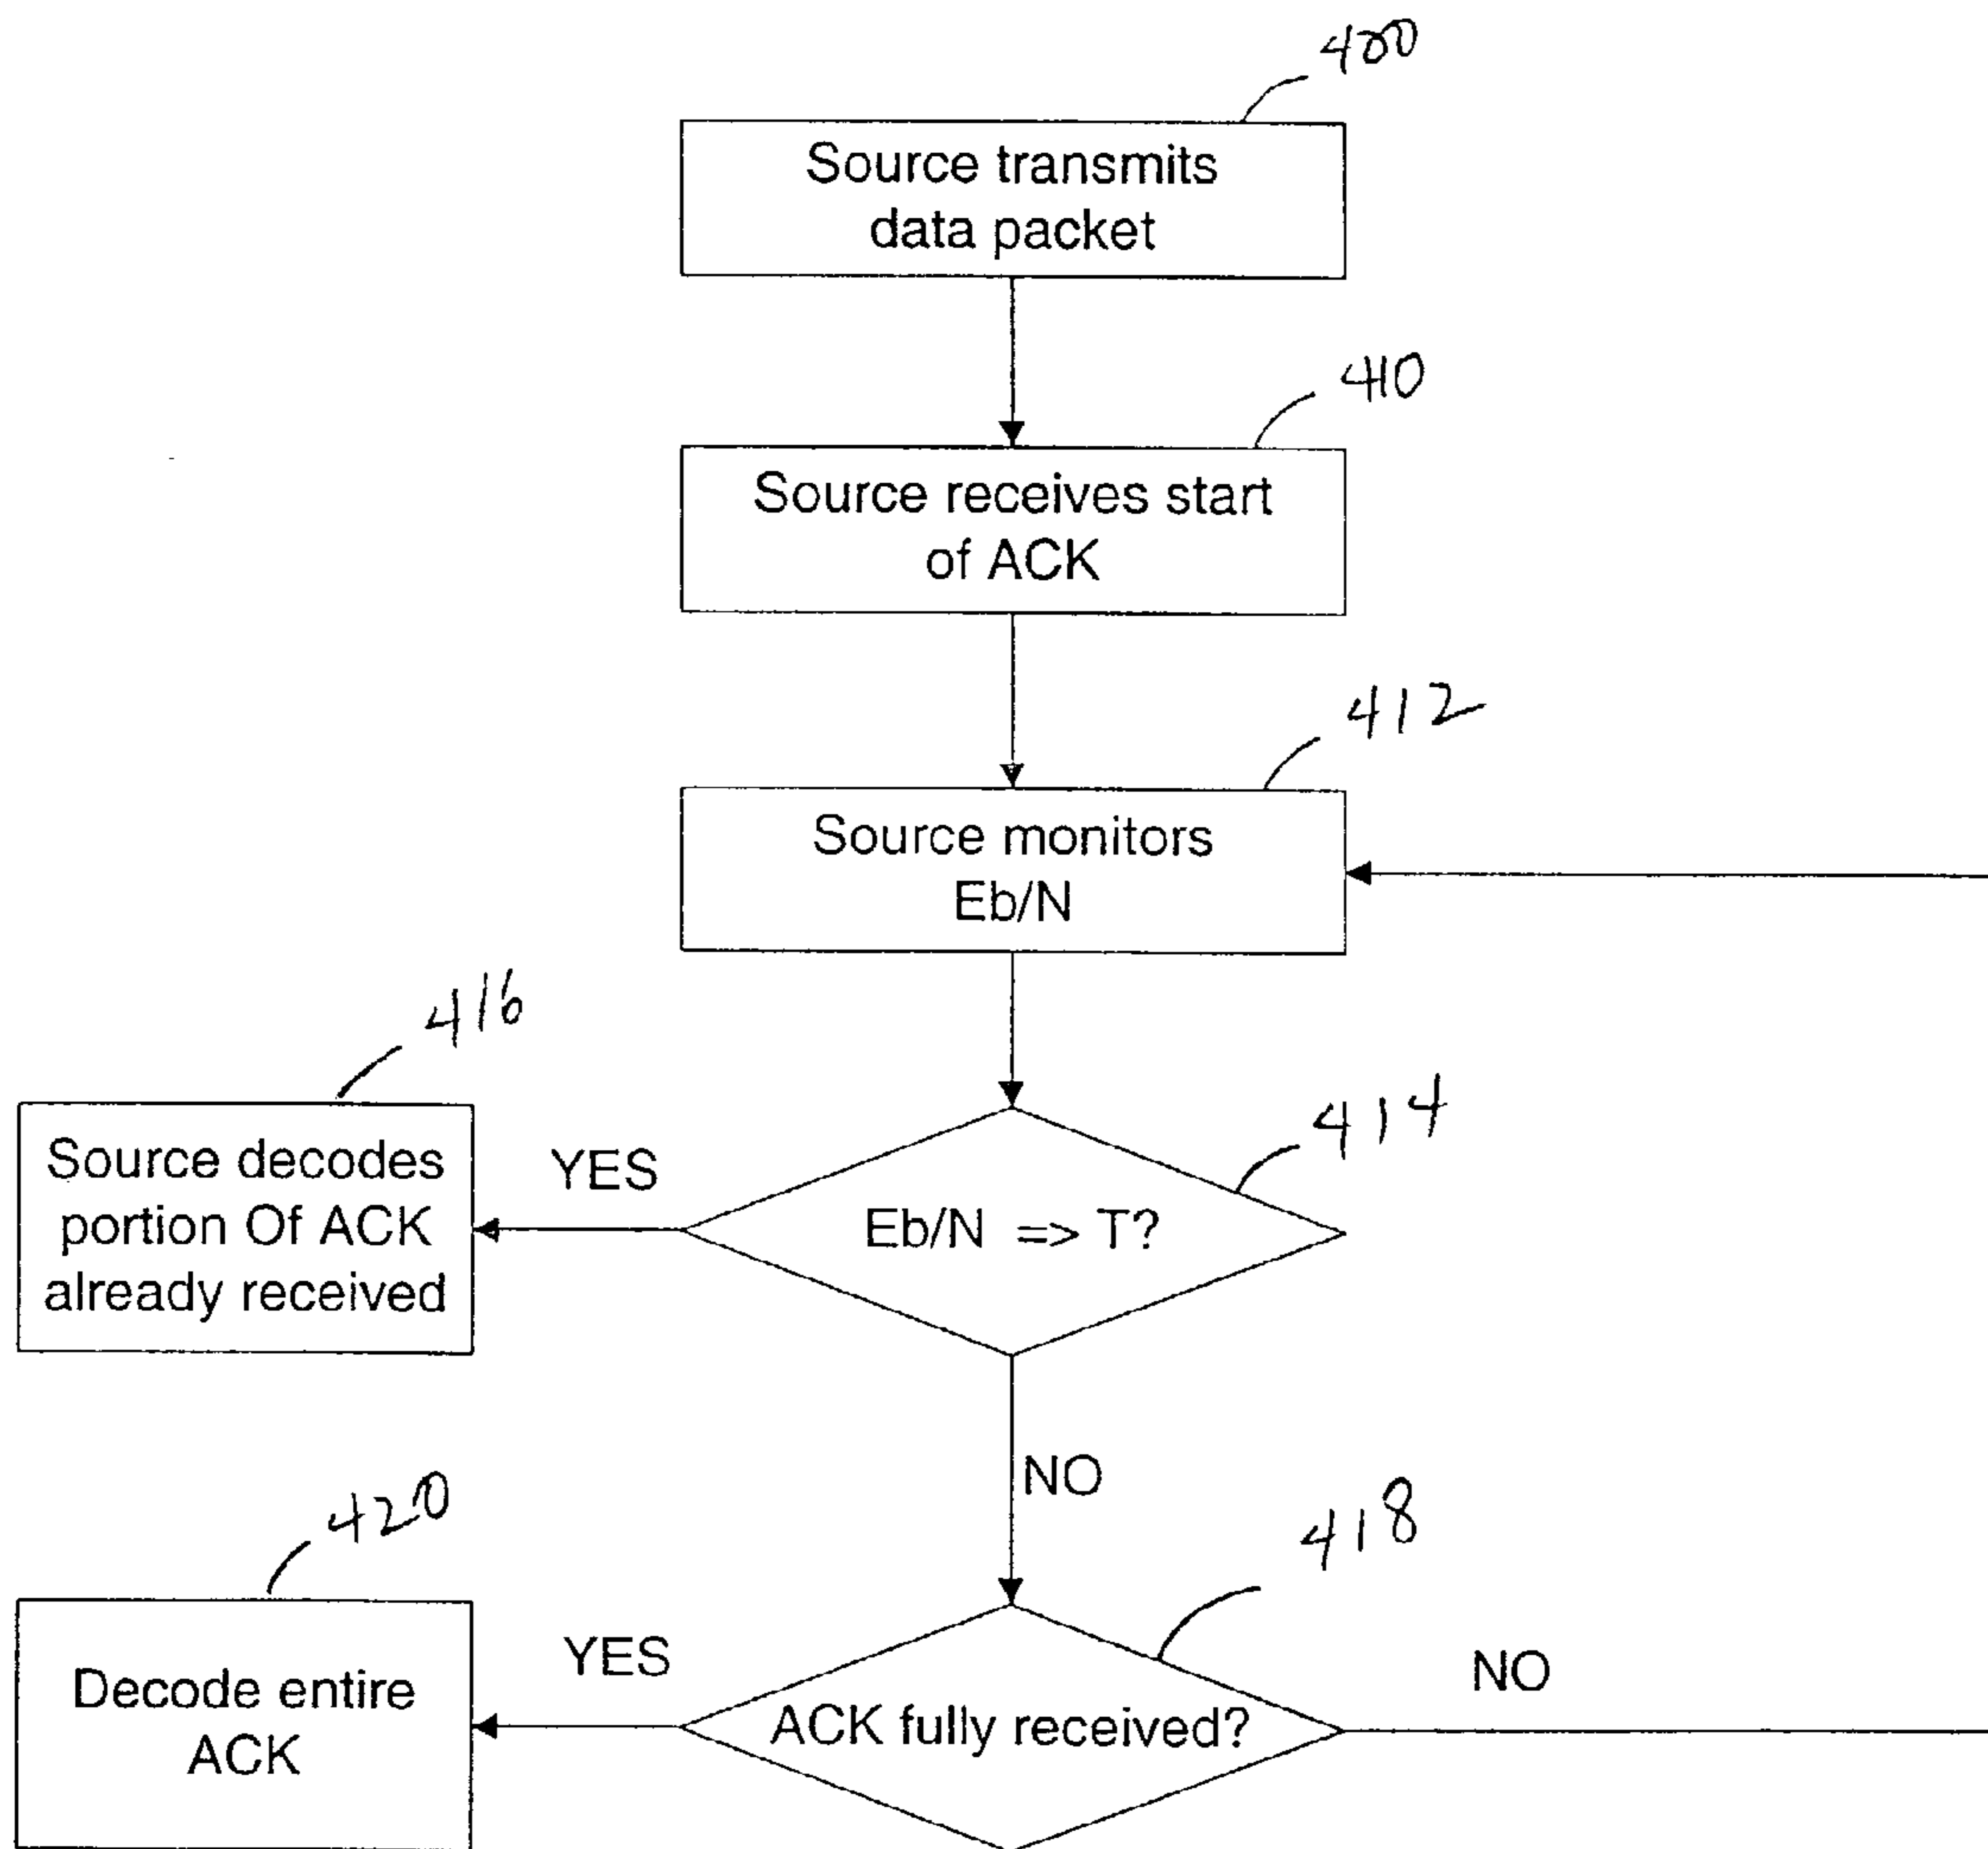 400
Source transmits
data packet
410
Source receives start
of ACK
412
Source monitors
Eb/N
416
414
Source decodes
portion Of ACK
already received
YES
Eb/N => T?
NO
420
418
Decode entire
ACK
YES
ACK fully received?
NO